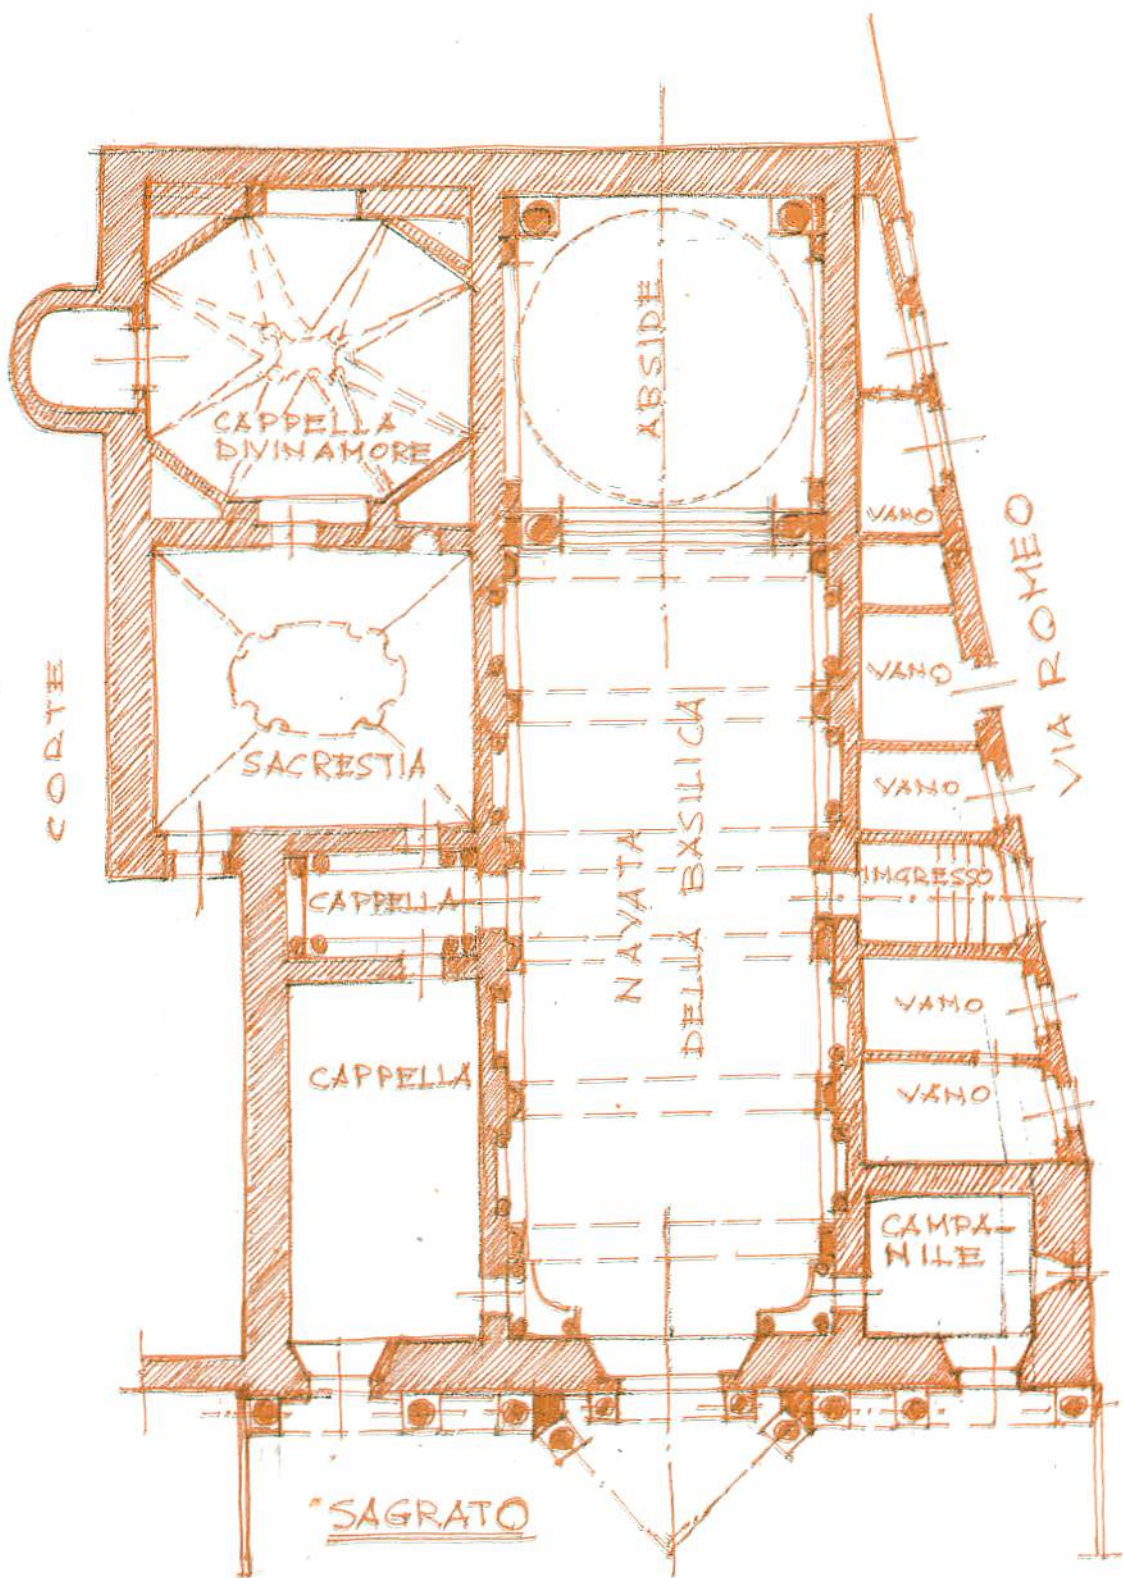 CAPPELLA
DIVIN AMORE
ABSIDE
VANO
VIA ROMEO
VANO
CORTE
SACRESTIA
VANO
NAVATA
DELLA BXSILICA
CAPPELLA
INGRESSO
VANO
CAPPELLA
VANO
CAMPA-
NILE
SAGRATO